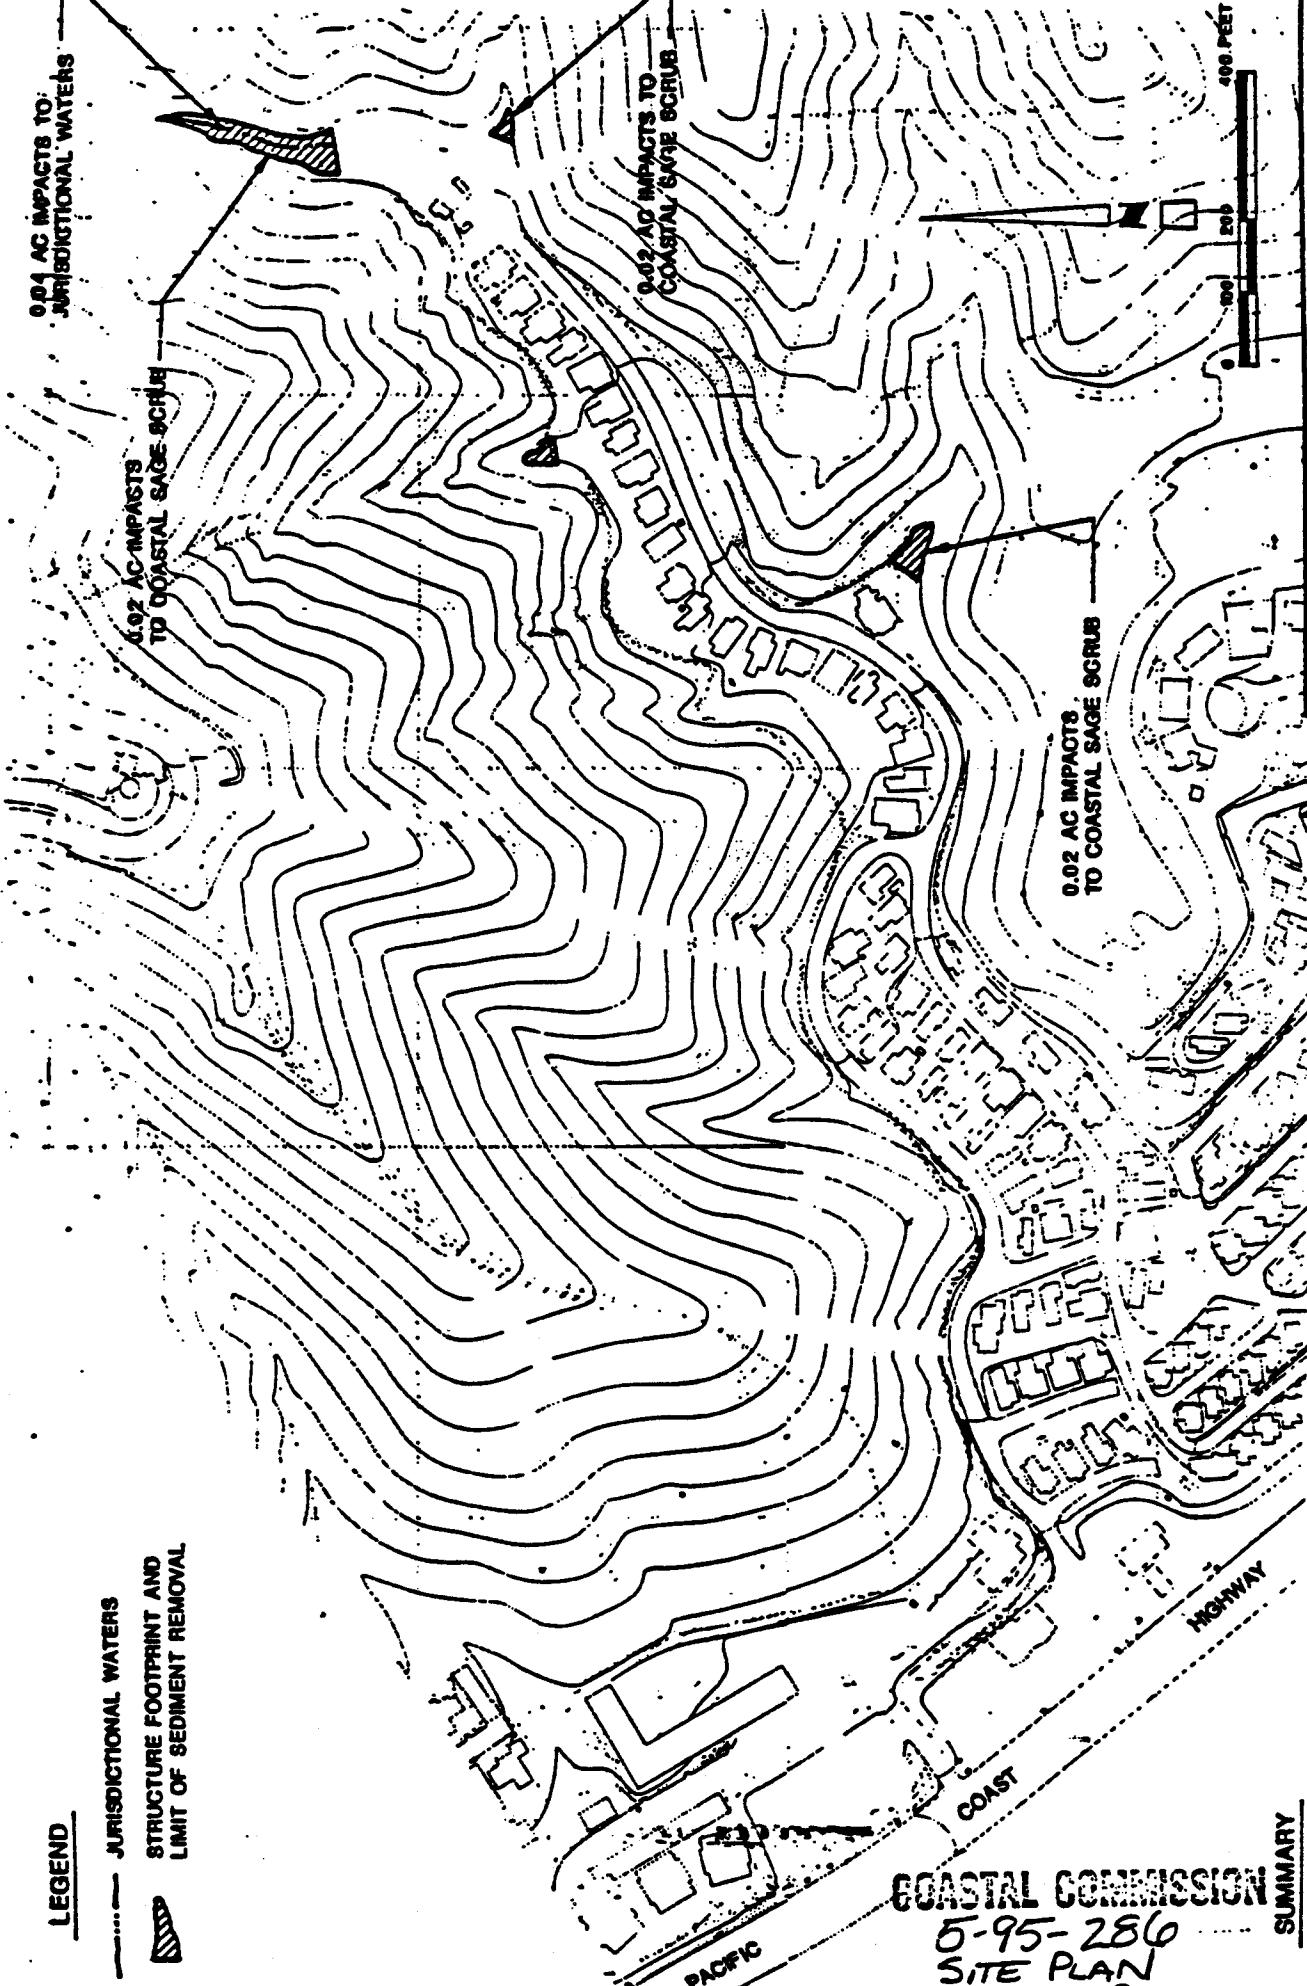 0.04 AC IMPACTS TO:
JURISDICTIONAL WATERS
0.02 AC IMPACTS
TO COASTAL SAGE SCRUB
0.02 AC IMPACTS TO
COASTAL SAGE SCRUB
0.02 AC IMPACTS
TO COASTAL SAGE SCRUB
0 100 200 400 FEET
N
LEGEND
JURISDICTIONAL WATERS
STRUCTURE FOOTPRINT AND
LIMIT OF SEDIMENT REMOVAL
PACIFIC COAST HIGHWAY
SUMMARY
COASTAL COMMISSION
5-95-286
SITE PLAN